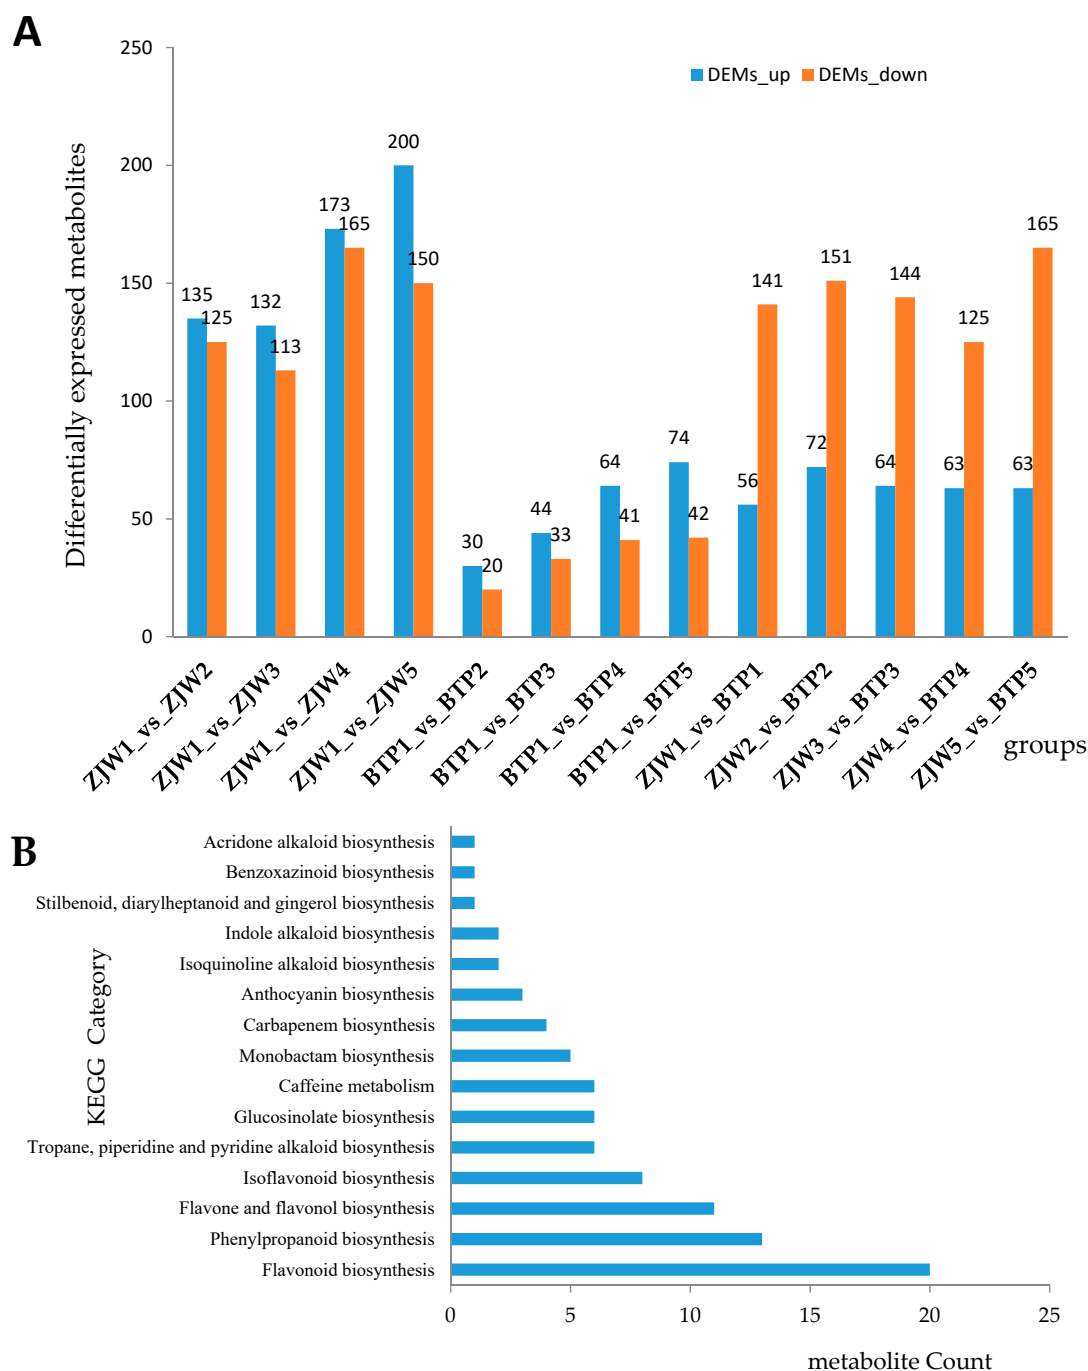 A
250
200
150
100
50
0
Differentially expressed metabolites
DEMs_up DEMs_down
135 125 132 113 173 165 200 150 30 20 44 33 64 41 74 42 56 141 72 151 64 144 63 125 63 165
ZJW1_vs_ZJW2
ZJW1_vs_ZJW3
ZJW1_vs_ZJW4
ZJW1_vs_ZJW5
BTP1_vs_BTP2
BTP1_vs_BTP3
BTP1_vs_BTP4
BTP1_vs_BTP5
ZJW1_vs_BTP1
ZJW2_vs_BTP2
ZJW3_vs_BTP3
ZJW4_vs_BTP4
ZJW5_vs_BTP5
groups
B
KEGG Category
Acridone alkaloid biosynthesis
Benzoxazinoid biosynthesis
Stilbenoid, diarylheptanoid and gingerol biosynthesis
Indole alkaloid biosynthesis
Isoquinoline alkaloid biosynthesis
Anthocyanin biosynthesis
Carbapenem biosynthesis
Monobactam biosynthesis
Caffeine metabolism
Glucosinolate biosynthesis
Tropane, piperidine and pyridine alkaloid biosynthesis
Isoflavonoid biosynthesis
Flavone and flavonol biosynthesis
Phenylpropanoid biosynthesis
Flavonoid biosynthesis
0 5 10 15 20 25
metabolite Count